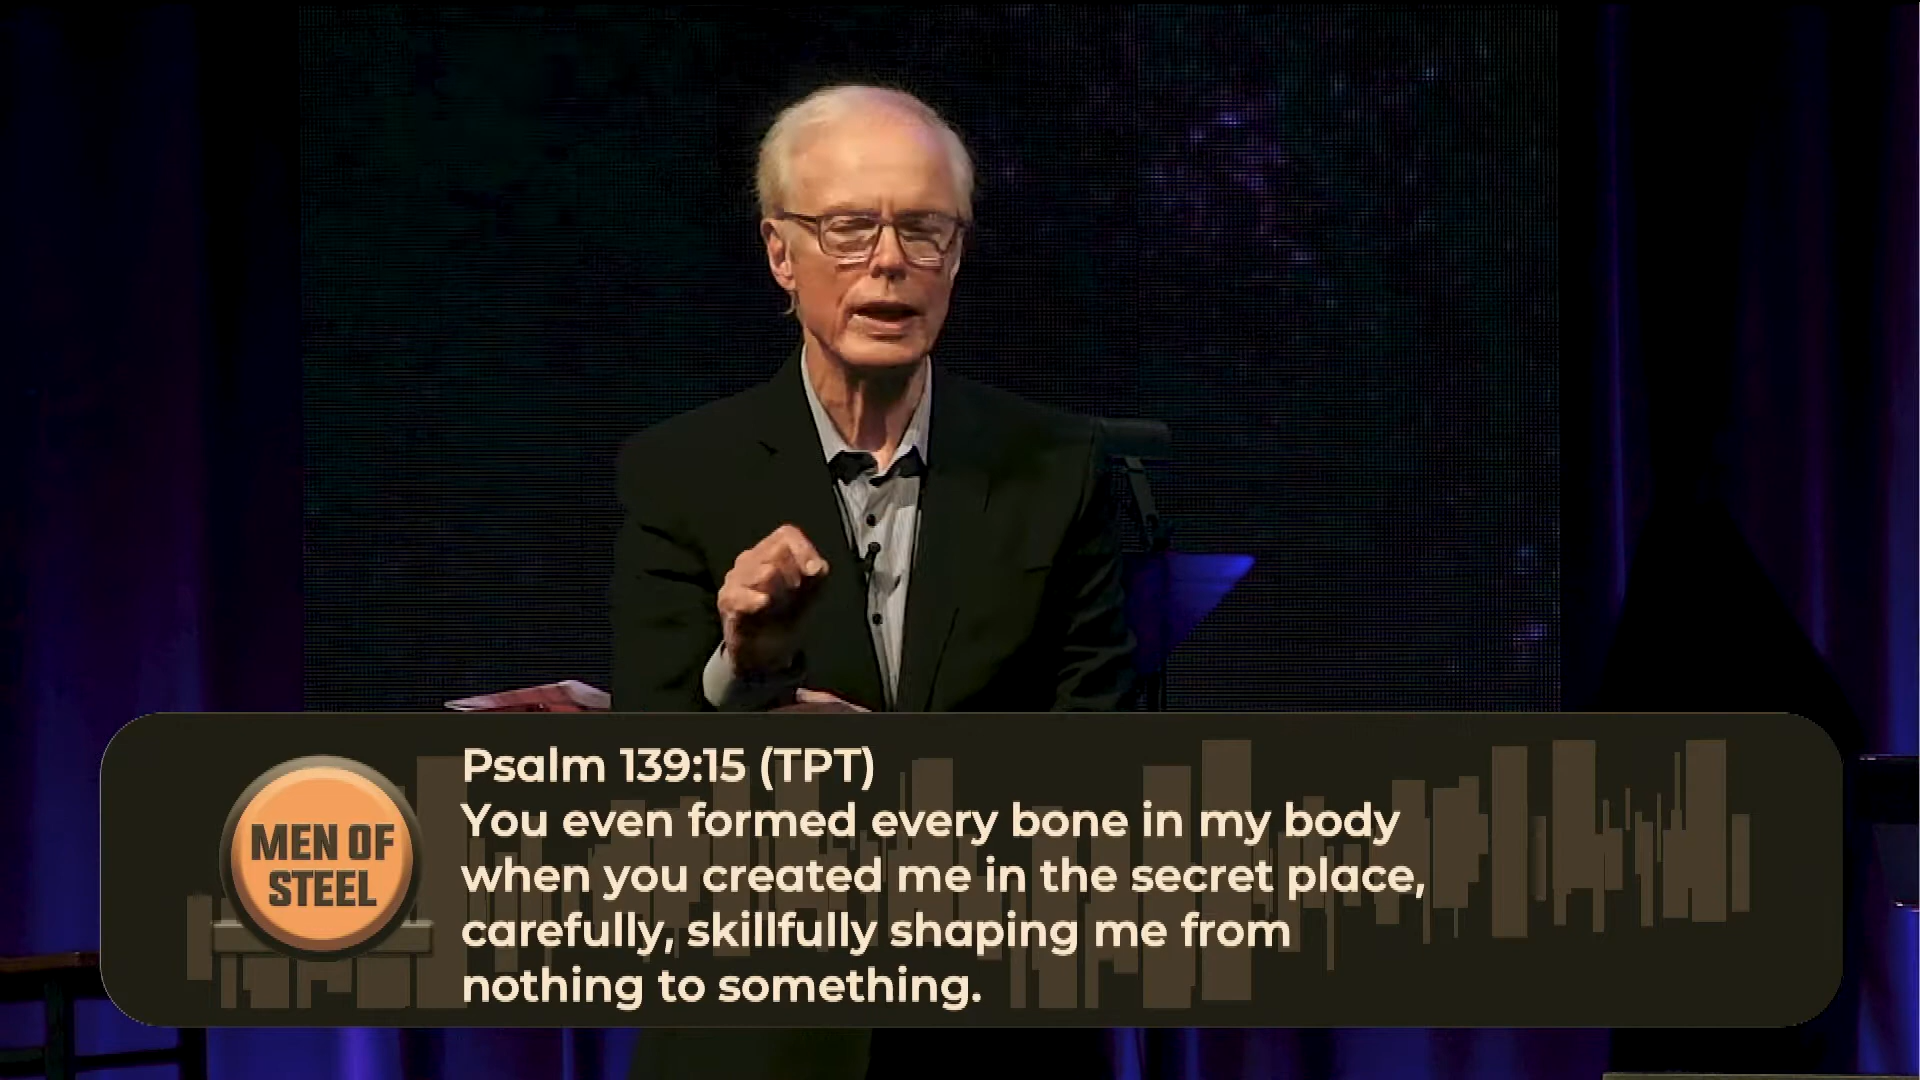 Psalm 139:15 (TPT)
You even formed every bone in my body
when you created me in the secret place,
carefully, skillfully shaping me from
nothing to something.
MEN OF
STEEL